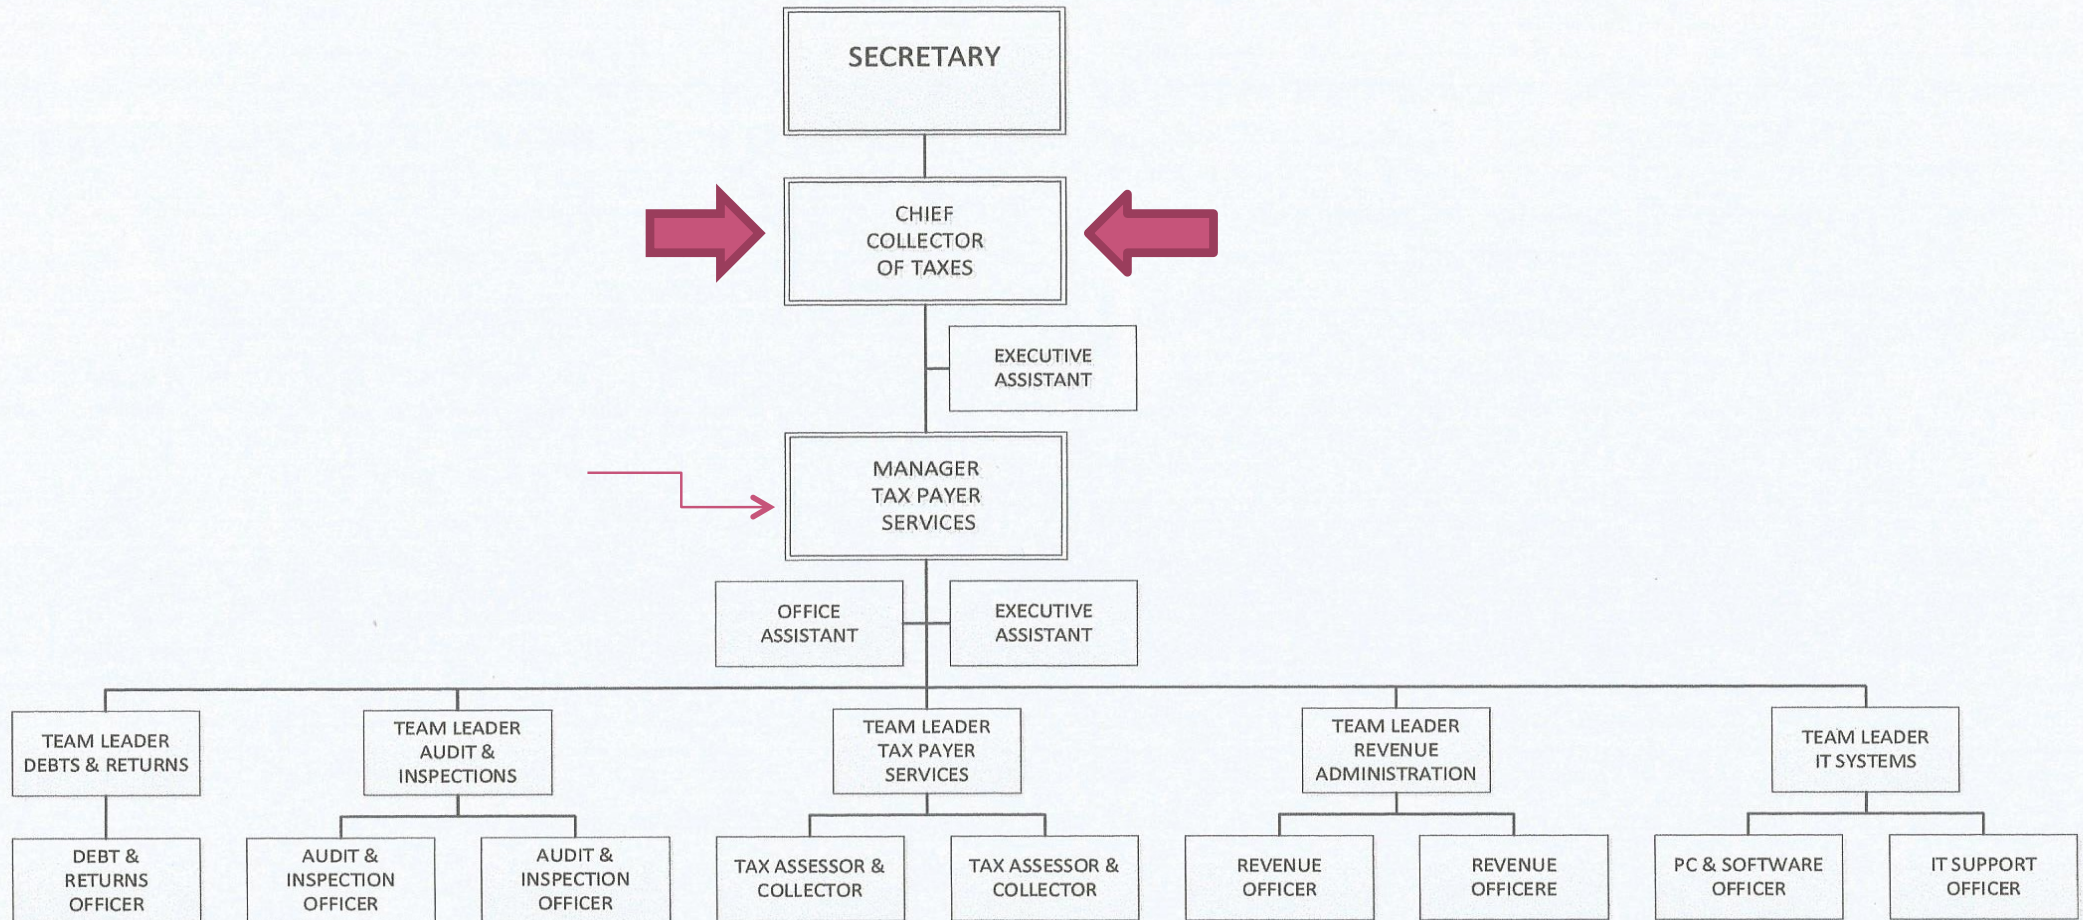 SECRETARY
CHIEF
COLLECTOR
OF TAXES
EXECUTIVE
ASSISTANT
MANAGER
TAX PAYER
SERVICES
OFFICE
ASSISTANT
EXECUTIVE
ASSISTANT
TEAM LEADER
DEBTS & RETURNS
TEAM LEADER
AUDIT &
INSPECTIONS
TEAM LEADER
TAX PAYER
SERVICES
TEAM LEADER
REVENUE
ADMINISTRATION
TEAM LEADER
IT SYSTEMS
DEBT &
RETURNS
OFFICER
AUDIT &
INSPECTION
OFFICER
AUDIT &
INSPECTION
OFFICER
TAX ASSESSOR &
COLLECTOR
TAX ASSESSOR &
COLLECTOR
REVENUE
OFFICER
REVENUE
OFFICERE
PC & SOFTWARE
OFFICER
IT SUPPORT
OFFICER